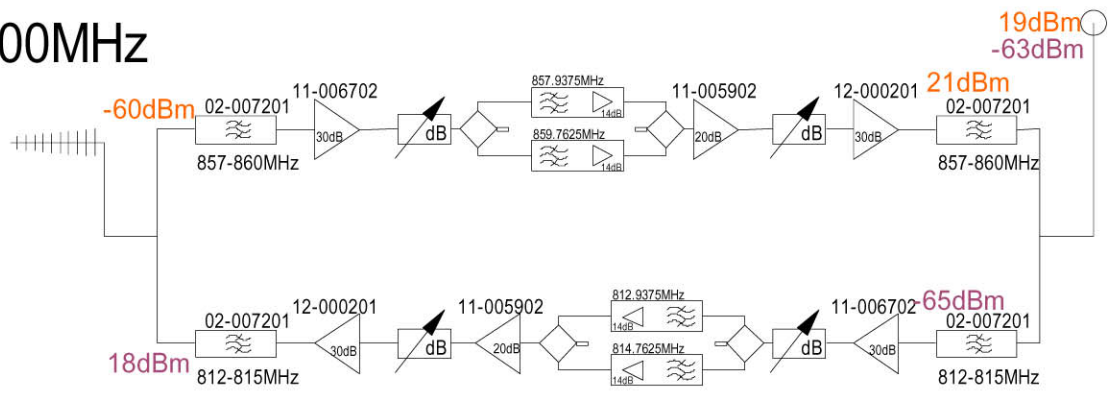 00MHz
19dBm
-63dBm
-60dBm
02-007201
11-006702
857.9375MHz
11-005902
12-000201
21dBm
02-007201
30dB
dB
14dB
859.7625MHz
14dB
20dB
dB
30dB
857-860MHz
857-860MHz
02-007201
12-000201
11-005902
812.9375MHz
11-006702
-65dBm
02-007201
18dBm
30dB
dB
20dB
14dB
814.7625MHz
14dB
dB
30dB
812-815MHz
812-815MHz